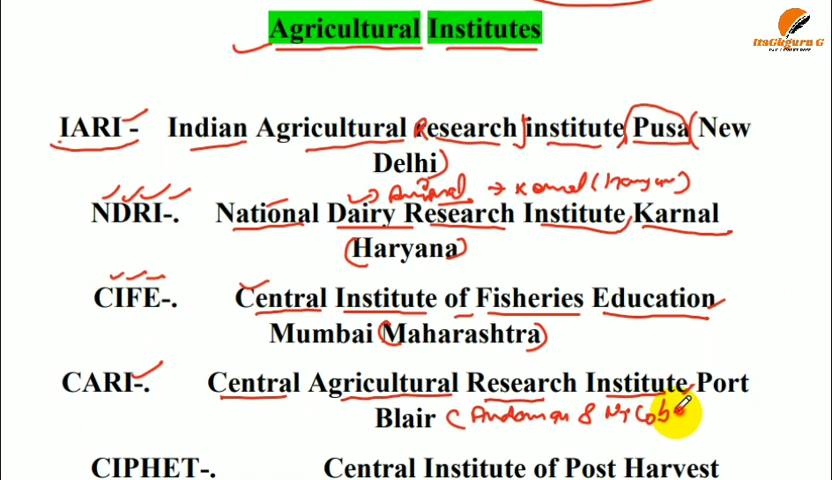 Agricultural Institutes
ItsGkguru G
IARI - Indian Agricultural Research institute, Pusa (New
Delhi)
Animal → Karnal (Haryana)
NDRI-. National Dairy Research Institute, Karnal
(Haryana)
CIFE-. Central Institute of Fisheries Education
Mumbai (Maharashtra)
CARI-. Central Agricultural Research Institute, Port
Blair (Andaman & Nicob
CIPHET-. Central Institute of Post Harvest